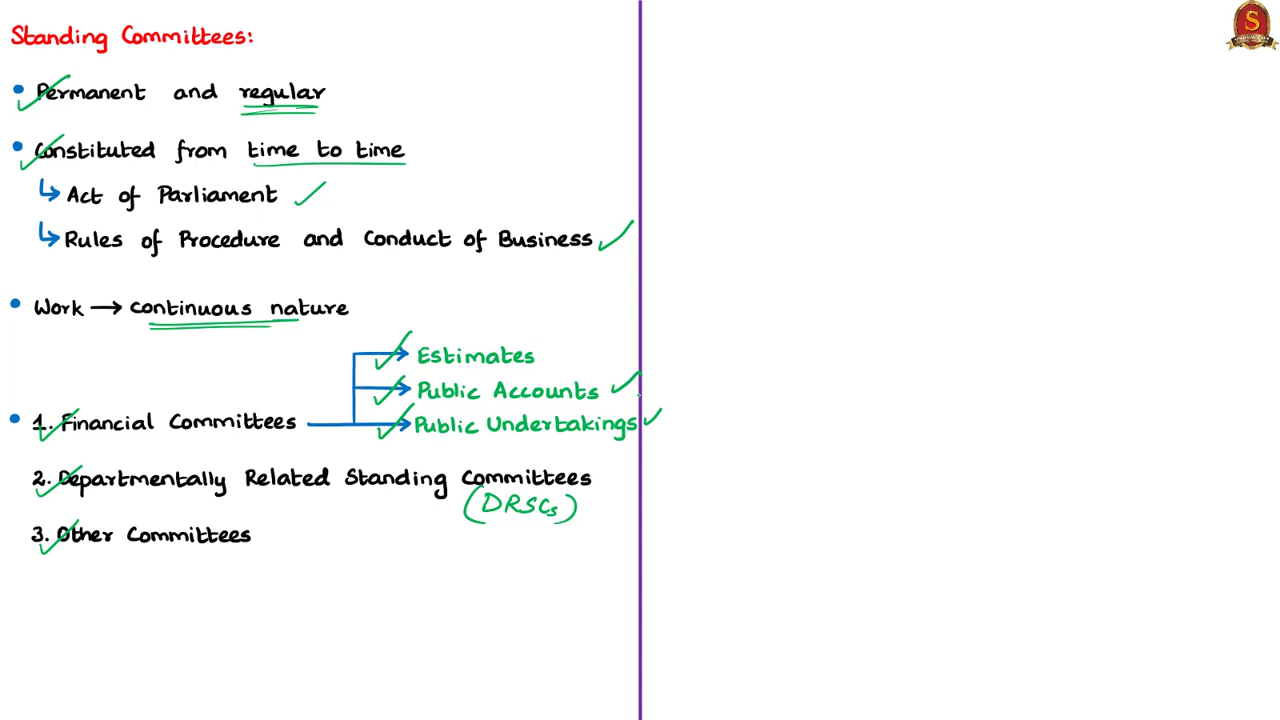 Standing Committees:
• Permanent and regular
• Constituted from time to time
↳ Act of Parliament
↳ Rules of Procedure and Conduct of Business
• Work → continuous nature
Estimates
Public Accounts
• 1. Financial Committees → Public Undertakings
2. Departmentally Related Standing Committees
(DRSCs)
3. Other Committees
S